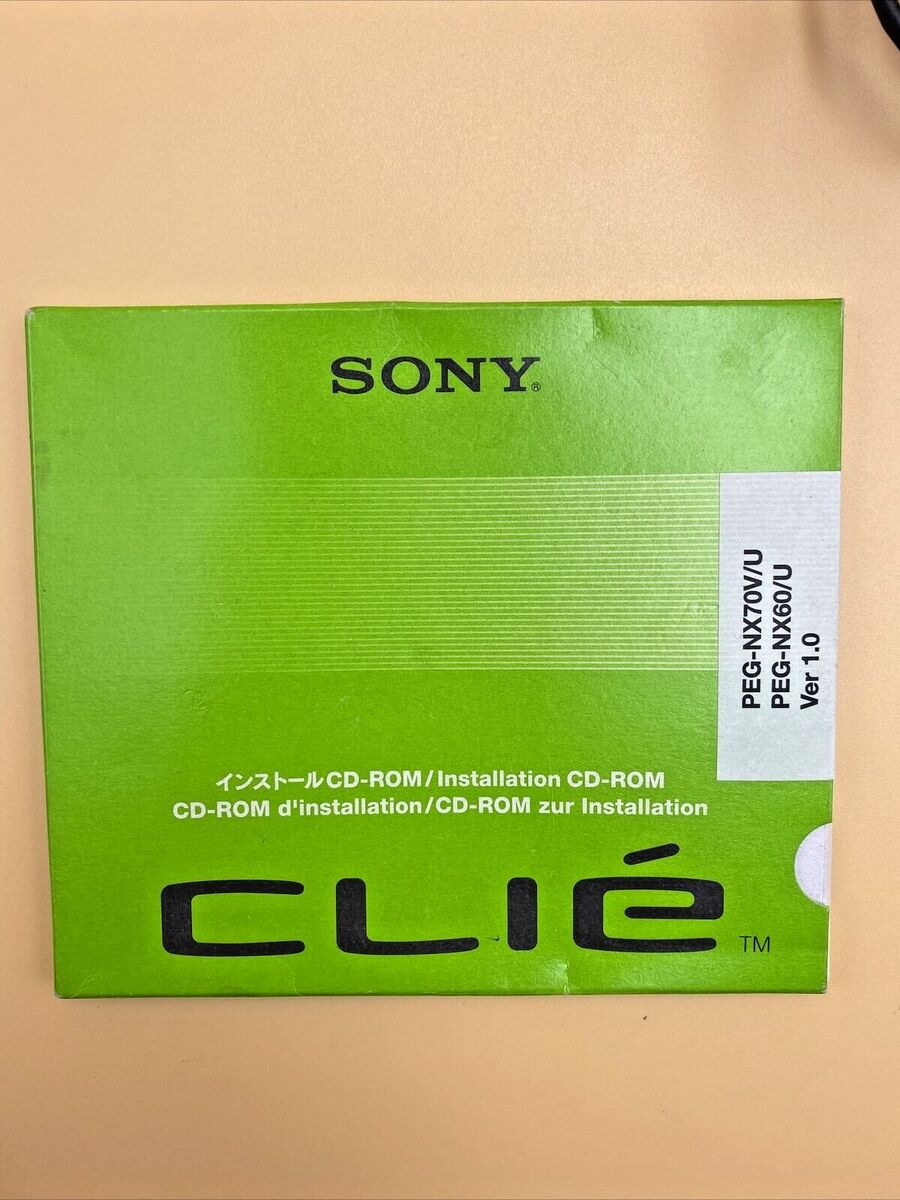 SONY®
PEG-NX70V/U
PEG-NX60/U
Ver 1.0
インストールCD-ROM/Installation CD-ROM
CD-ROM d'installation/CD-ROM zur Installation
CLIÉ TM